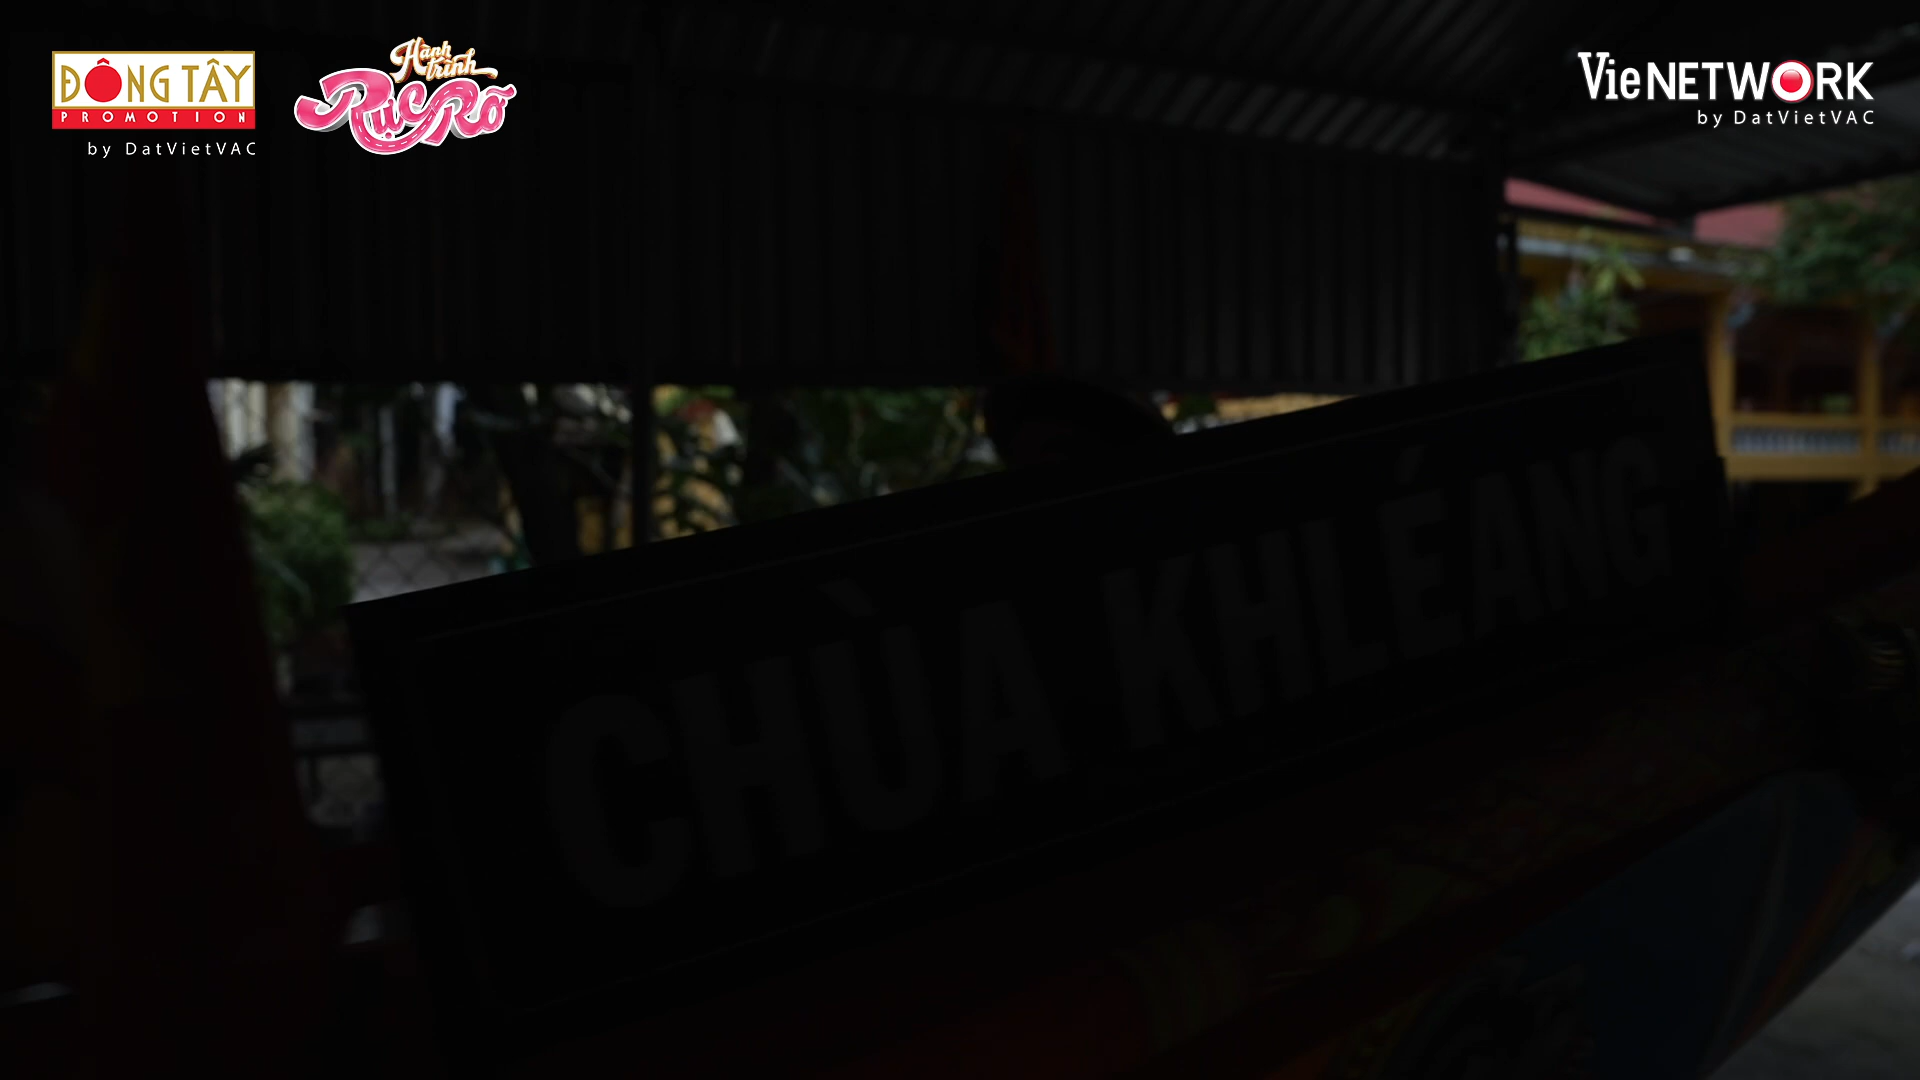 ĐÔNG TÂY
PROMOTION
by DatVietVAC
Hành trình
Rực Rỡ
VieNETWORK
by DatVietVAC
CHÙA KHLÉANG